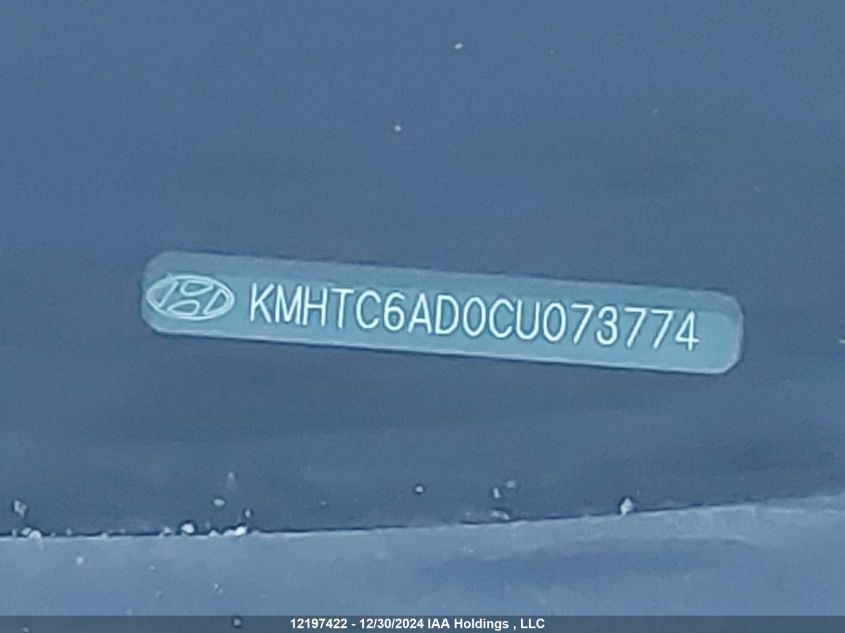 KMHTC6AD0CU073774
12197422 - 12/30/2024 IAA Holdings , LLC